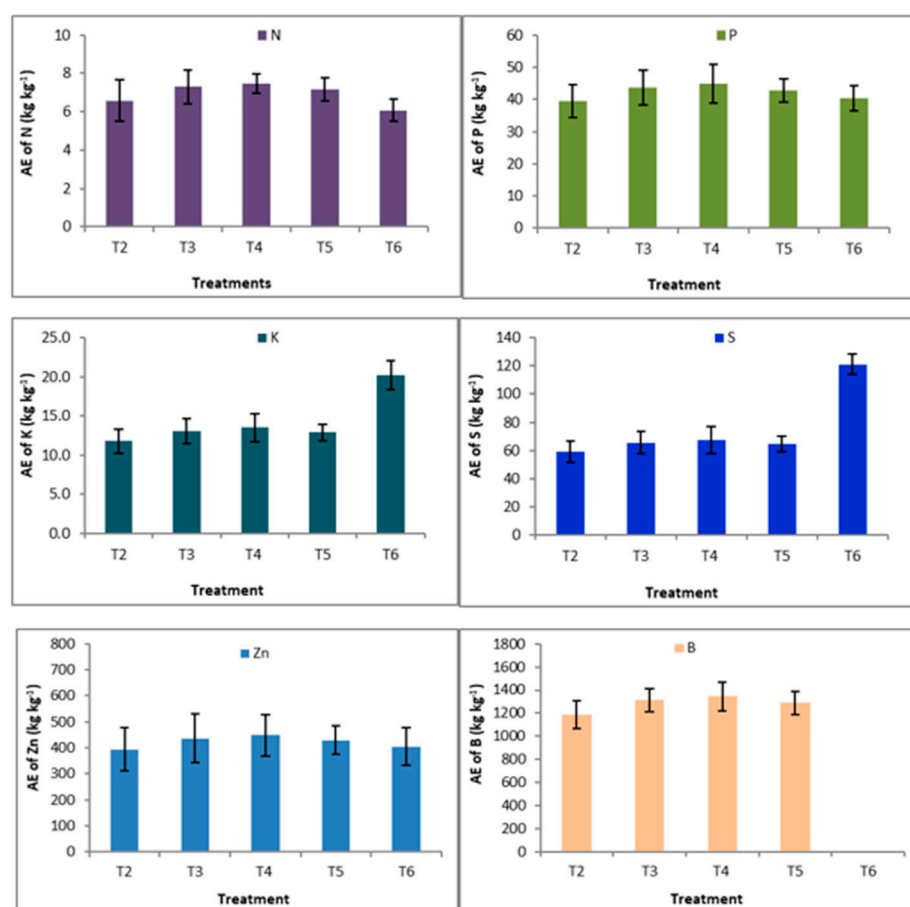 N
AE of N (kg kg⁻¹)
10
8
6
4
2
0
T2 T3 T4 T5 T6
Treatments
P
AE of P (kg kg⁻¹)
60
50
40
30
20
10
0
T2 T3 T4 T5 T6
Treatment
K
AE of K (kg kg⁻¹)
25.0
20.0
15.0
10.0
5.0
0.0
T2 T3 T4 T5 T6
Treatment
S
AE of S (kg kg⁻¹)
140
120
100
80
60
40
20
0
T2 T3 T4 T5 T6
Treatment
Zn
AE of Zn (kg kg⁻¹)
800
700
600
500
400
300
200
100
0
T2 T3 T4 T5 T6
Treatment
B
AE of B (kg kg⁻¹)
1800
1600
1400
1200
1000
800
600
400
200
0
T2 T3 T4 T5 T6
Treatment